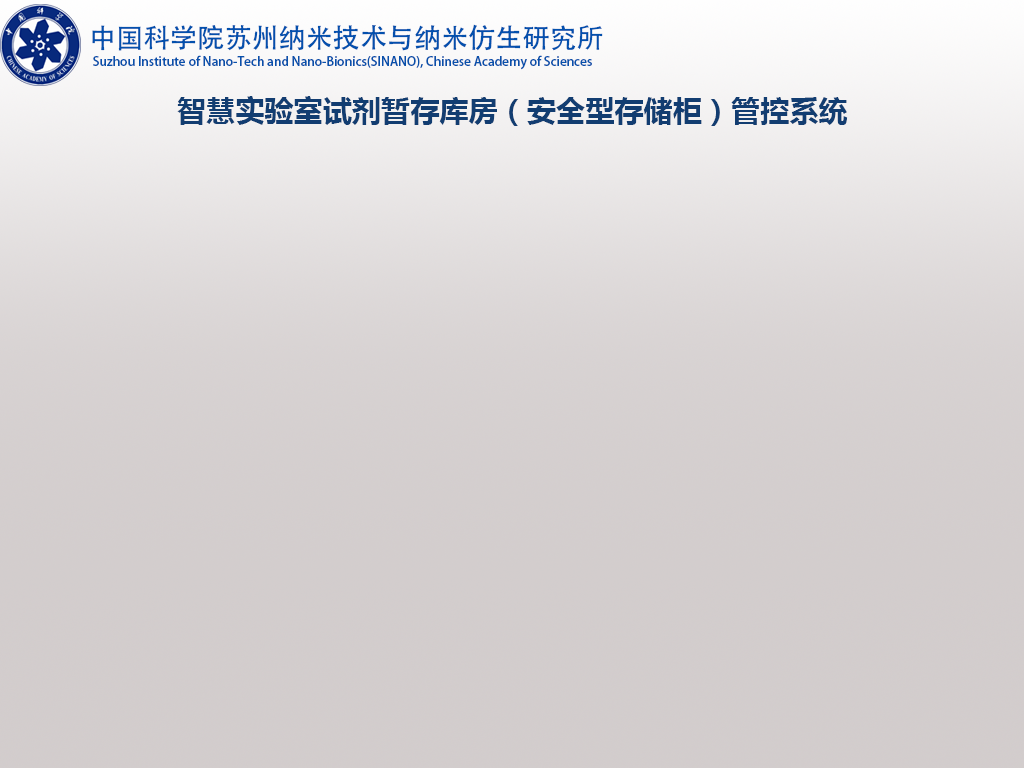 中国科学院
CHINESE ACADEMY OF SCIENCES
中国科学院苏州纳米技术与纳米仿生研究所
Suzhou Institute of Nano-Tech and Nano-Bionics(SINANO), Chinese Academy of Sciences
智慧实验室试剂暂存库房（安全型存储柜）管控系统